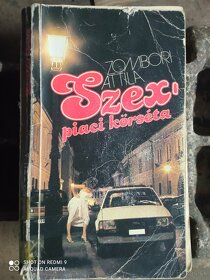 ZOMBORI
ATTILA
Szex-
piaci körséta
SHOT ON REDMI 9
AI QUAD CAMERA